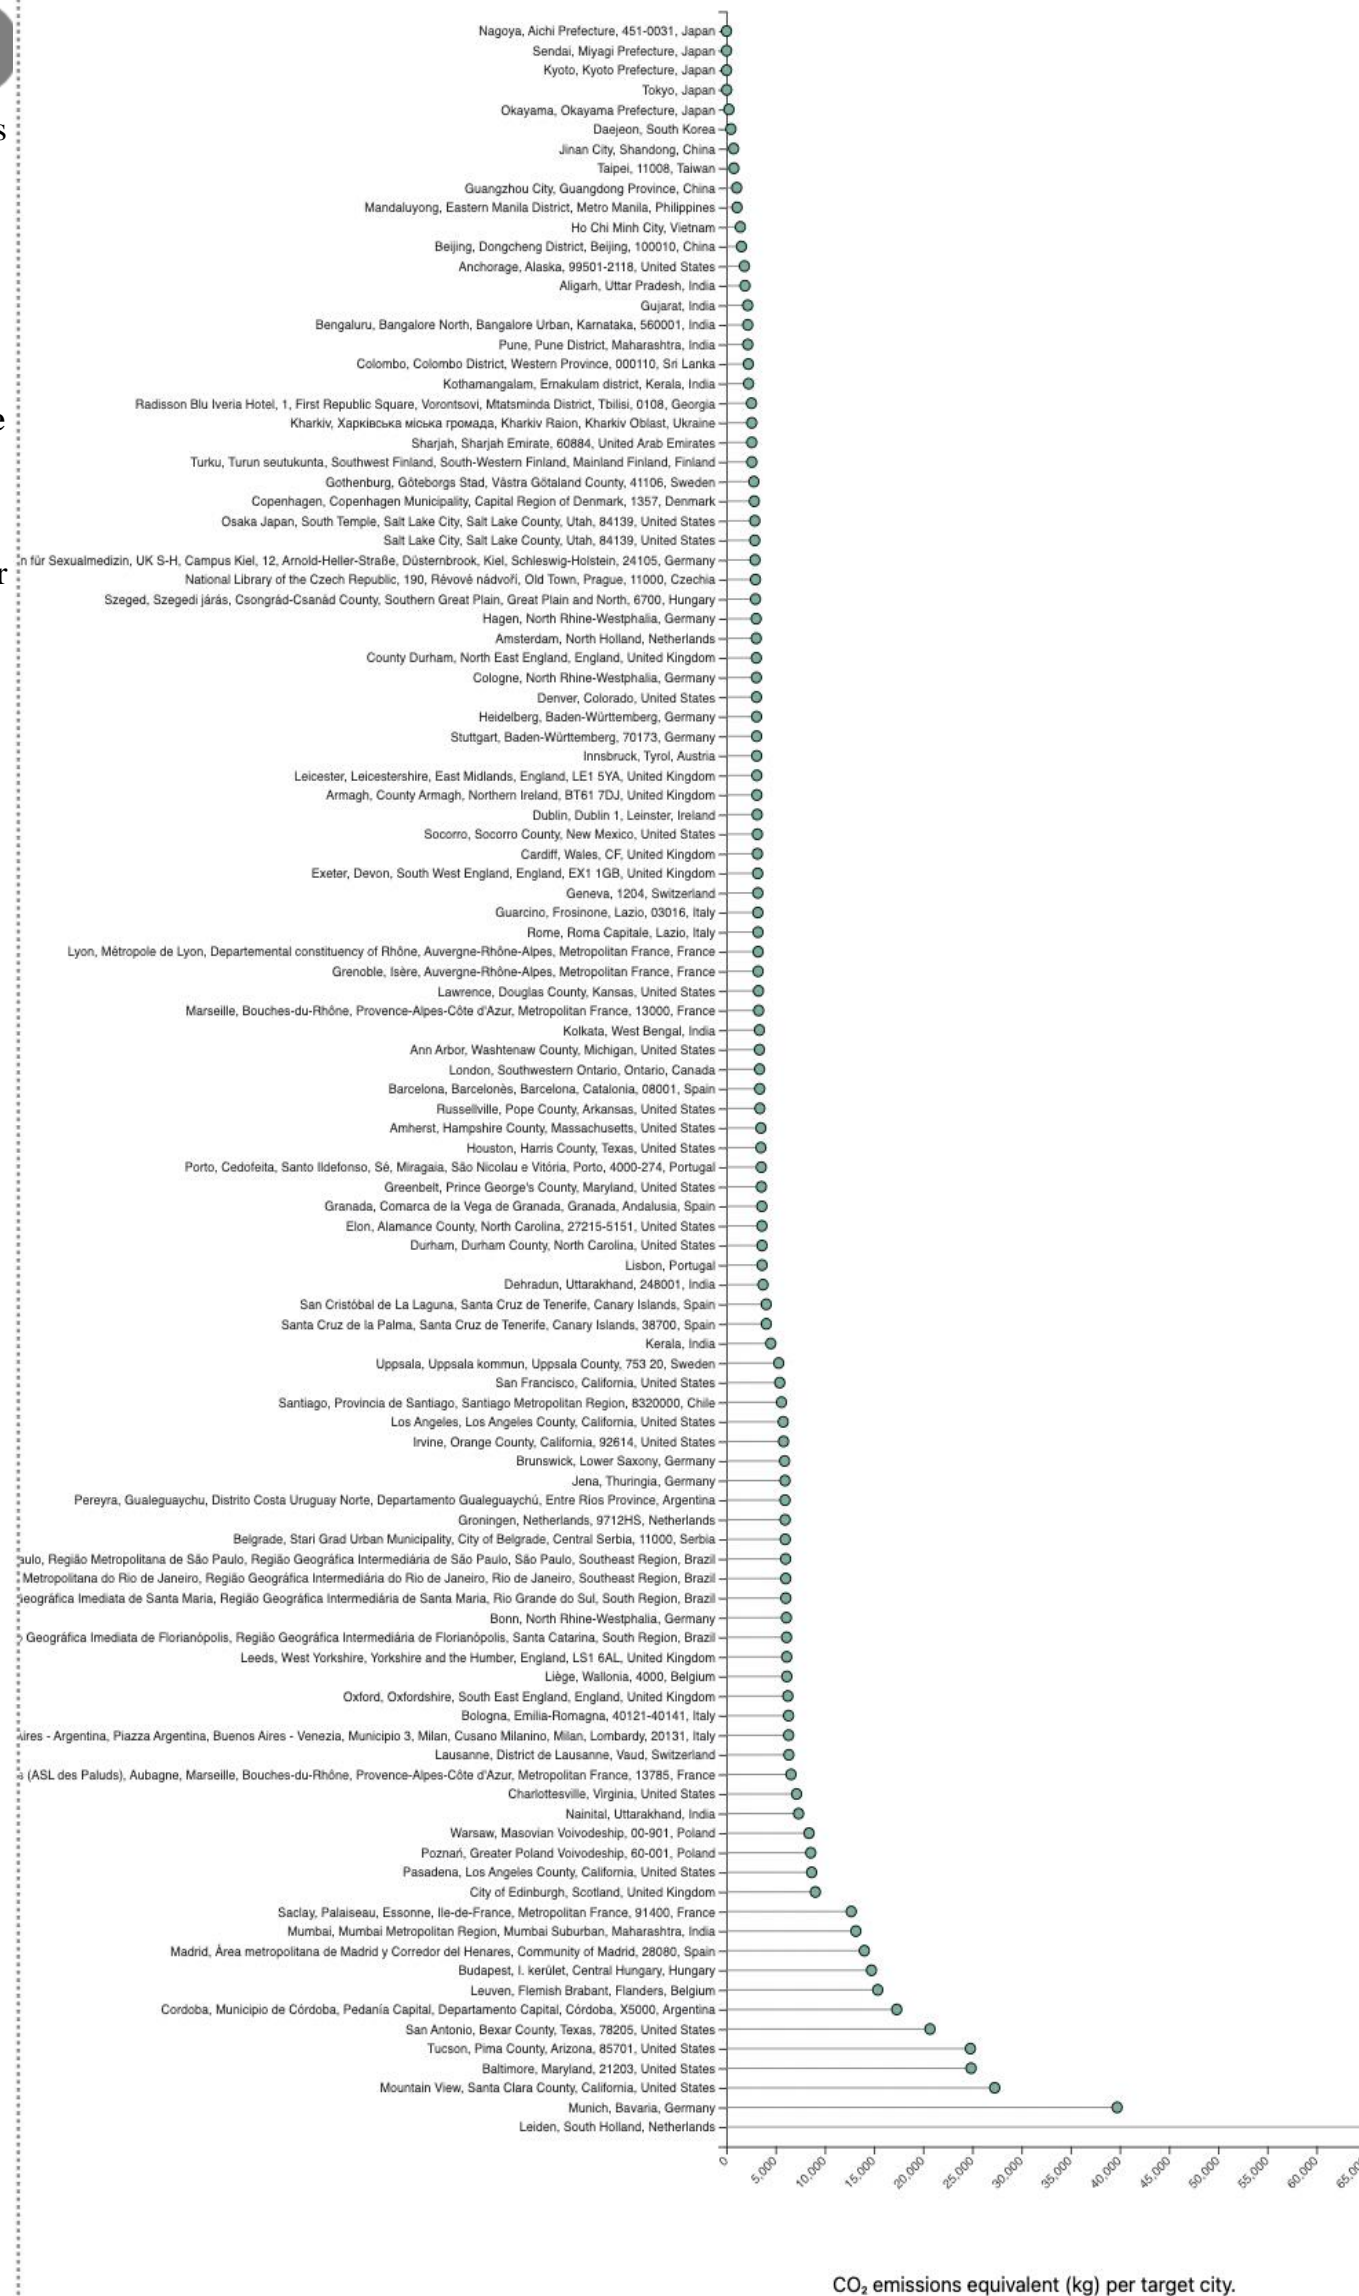 s
e
r
Nagoya, Aichi Prefecture, 451-0031, Japan
Sendai, Miyagi Prefecture, Japan
Kyoto, Kyoto Prefecture, Japan
Tokyo, Japan
Okayama, Okayama Prefecture, Japan
Daejeon, South Korea
Jinan City, Shandong, China
Taipei, 11008, Taiwan
Guangzhou City, Guangdong Province, China
Mandaluyong, Eastern Manila District, Metro Manila, Philippines
Ho Chi Minh City, Vietnam
Beijing, Dongcheng District, Beijing, 100010, China
Anchorage, Alaska, 99501-2118, United States
Aligarh, Uttar Pradesh, India
Gujarat, India
Bengaluru, Bangalore North, Bangalore Urban, Karnataka, 560001, India
Pune, Pune District, Maharashtra, India
Colombo, Colombo District, Western Province, 000110, Sri Lanka
Kothamangalam, Ernakulam district, Kerala, India
Radisson Blu Iveria Hotel, 1, First Republic Square, Vorontsovi, Mtatsminda District, Tbilisi, 0108, Georgia
Kharkiv, Харківська міська громада, Kharkiv Raion, Kharkiv Oblast, Ukraine
Sharjah, Sharjah Emirate, 60884, United Arab Emirates
Turku, Turun seutukunta, Southwest Finland, South-Western Finland, Mainland Finland, Finland
Gothenburg, Göteborgs Stad, Västra Götaland County, 41106, Sweden
Copenhagen, Copenhagen Municipality, Capital Region of Denmark, 1357, Denmark
Osaka Japan, South Temple, Salt Lake City, Salt Lake County, Utah, 84139, United States
Salt Lake City, Salt Lake County, Utah, 84139, United States
n für Sexualmedizin, UK S-H, Campus Kiel, 12, Arnold-Heller-Straße, Düsternbrook, Kiel, Schleswig-Holstein, 24105, Germany
National Library of the Czech Republic, 190, Révové nádvoří, Old Town, Prague, 11000, Czechia
Szeged, Szegedi járás, Csongrád-Csanád County, Southern Great Plain, Great Plain and North, 6700, Hungary
Hagen, North Rhine-Westphalia, Germany
Amsterdam, North Holland, Netherlands
County Durham, North East England, England, United Kingdom
Cologne, North Rhine-Westphalia, Germany
Denver, Colorado, United States
Heidelberg, Baden-Württemberg, Germany
Stuttgart, Baden-Württemberg, 70173, Germany
Innsbruck, Tyrol, Austria
Leicester, Leicestershire, East Midlands, England, LE1 5YA, United Kingdom
Armagh, County Armagh, Northern Ireland, BT61 7DJ, United Kingdom
Dublin, Dublin 1, Leinster, Ireland
Socorro, Socorro County, New Mexico, United States
Cardiff, Wales, CF, United Kingdom
Exeter, Devon, South West England, England, EX1 1GB, United Kingdom
Geneva, 1204, Switzerland
Guarcino, Frosinone, Lazio, 03016, Italy
Rome, Roma Capitale, Lazio, Italy
Lyon, Métropole de Lyon, Departemental constituency of Rhône, Auvergne-Rhône-Alpes, Metropolitan France, France
Grenoble, Isère, Auvergne-Rhône-Alpes, Metropolitan France, France
Lawrence, Douglas County, Kansas, United States
Marseille, Bouches-du-Rhône, Provence-Alpes-Côte d'Azur, Metropolitan France, 13000, France
Kolkata, West Bengal, India
Ann Arbor, Washtenaw County, Michigan, United States
London, Southwestern Ontario, Ontario, Canada
Barcelona, Barcelonès, Barcelona, Catalonia, 08001, Spain
Russellville, Pope County, Arkansas, United States
Amherst, Hampshire County, Massachusetts, United States
Houston, Harris County, Texas, United States
Porto, Cedofeita, Santo Ildefonso, Sé, Miragaia, São Nicolau e Vitória, Porto, 4000-274, Portugal
Greenbelt, Prince George's County, Maryland, United States
Granada, Comarca de la Vega de Granada, Granada, Andalusia, Spain
Elon, Alamance County, North Carolina, 27215-5151, United States
Durham, Durham County, North Carolina, United States
Lisbon, Portugal
Dehradun, Uttarakhand, 248001, India
San Cristóbal de La Laguna, Santa Cruz de Tenerife, Canary Islands, Spain
Santa Cruz de la Palma, Santa Cruz de Tenerife, Canary Islands, 38700, Spain
Kerala, India
Uppsala, Uppsala kommun, Uppsala County, 753 20, Sweden
San Francisco, California, United States
Santiago, Provincia de Santiago, Santiago Metropolitan Region, 8320000, Chile
Los Angeles, Los Angeles County, California, United States
Irvine, Orange County, California, 92614, United States
Brunswick, Lower Saxony, Germany
Jena, Thuringia, Germany
Pereyra, Gualeguaychu, Distrito Costa Uruguay Norte, Departamento Gualeguaychú, Entre Ríos Province, Argentina
Groningen, Netherlands, 9712HS, Netherlands
Belgrade, Stari Grad Urban Municipality, City of Belgrade, Central Serbia, 11000, Serbia
aulo, Região Metropolitana de São Paulo, Região Geográfica Intermediária de São Paulo, São Paulo, Southeast Region, Brazil
Metropolitana do Rio de Janeiro, Região Geográfica Intermediária do Rio de Janeiro, Rio de Janeiro, Southeast Region, Brazil
eográfica Imediata de Santa Maria, Região Geográfica Intermediária de Santa Maria, Rio Grande do Sul, South Region, Brazil
Bonn, North Rhine-Westphalia, Germany
Geográfica Imediata de Florianópolis, Região Geográfica Intermediária de Florianópolis, Santa Catarina, South Region, Brazil
Leeds, West Yorkshire, Yorkshire and the Humber, England, LS1 6AL, United Kingdom
Liège, Wallonia, 4000, Belgium
Oxford, Oxfordshire, South East England, England, United Kingdom
Bologna, Emilia-Romagna, 40121-40141, Italy
ires - Argentina, Piazza Argentina, Buenos Aires - Venezia, Municipio 3, Milan, Cusano Milanino, Milan, Lombardy, 20131, Italy
Lausanne, District de Lausanne, Vaud, Switzerland
(ASL des Paluds), Aubagne, Marseille, Bouches-du-Rhône, Provence-Alpes-Côte d'Azur, Metropolitan France, 13785, France
Charlottesville, Virginia, United States
Nainital, Uttarakhand, India
Warsaw, Masovian Voivodeship, 00-901, Poland
Poznań, Greater Poland Voivodeship, 60-001, Poland
Pasadena, Los Angeles County, California, United States
City of Edinburgh, Scotland, United Kingdom
Saclay, Palaiseau, Essonne, Ile-de-France, Metropolitan France, 91400, France
Mumbai, Mumbai Metropolitan Region, Mumbai Suburban, Maharashtra, India
Madrid, Área metropolitana de Madrid y Corredor del Henares, Community of Madrid, 28080, Spain
Budapest, I. kerület, Central Hungary, Hungary
Leuven, Flemish Brabant, Flanders, Belgium
Cordoba, Municipio de Córdoba, Pedanía Capital, Departamento Capital, Córdoba, X5000, Argentina
San Antonio, Bexar County, Texas, 78205, United States
Tucson, Pima County, Arizona, 85701, United States
Baltimore, Maryland, 21203, United States
Mountain View, Santa Clara County, California, United States
Munich, Bavaria, Germany
Leiden, South Holland, Netherlands
0 5,000 10,000 15,000 20,000 25,000 30,000 35,000 40,000 45,000 50,000 55,000 60,000 65,00
CO₂ emissions equivalent (kg) per target city.